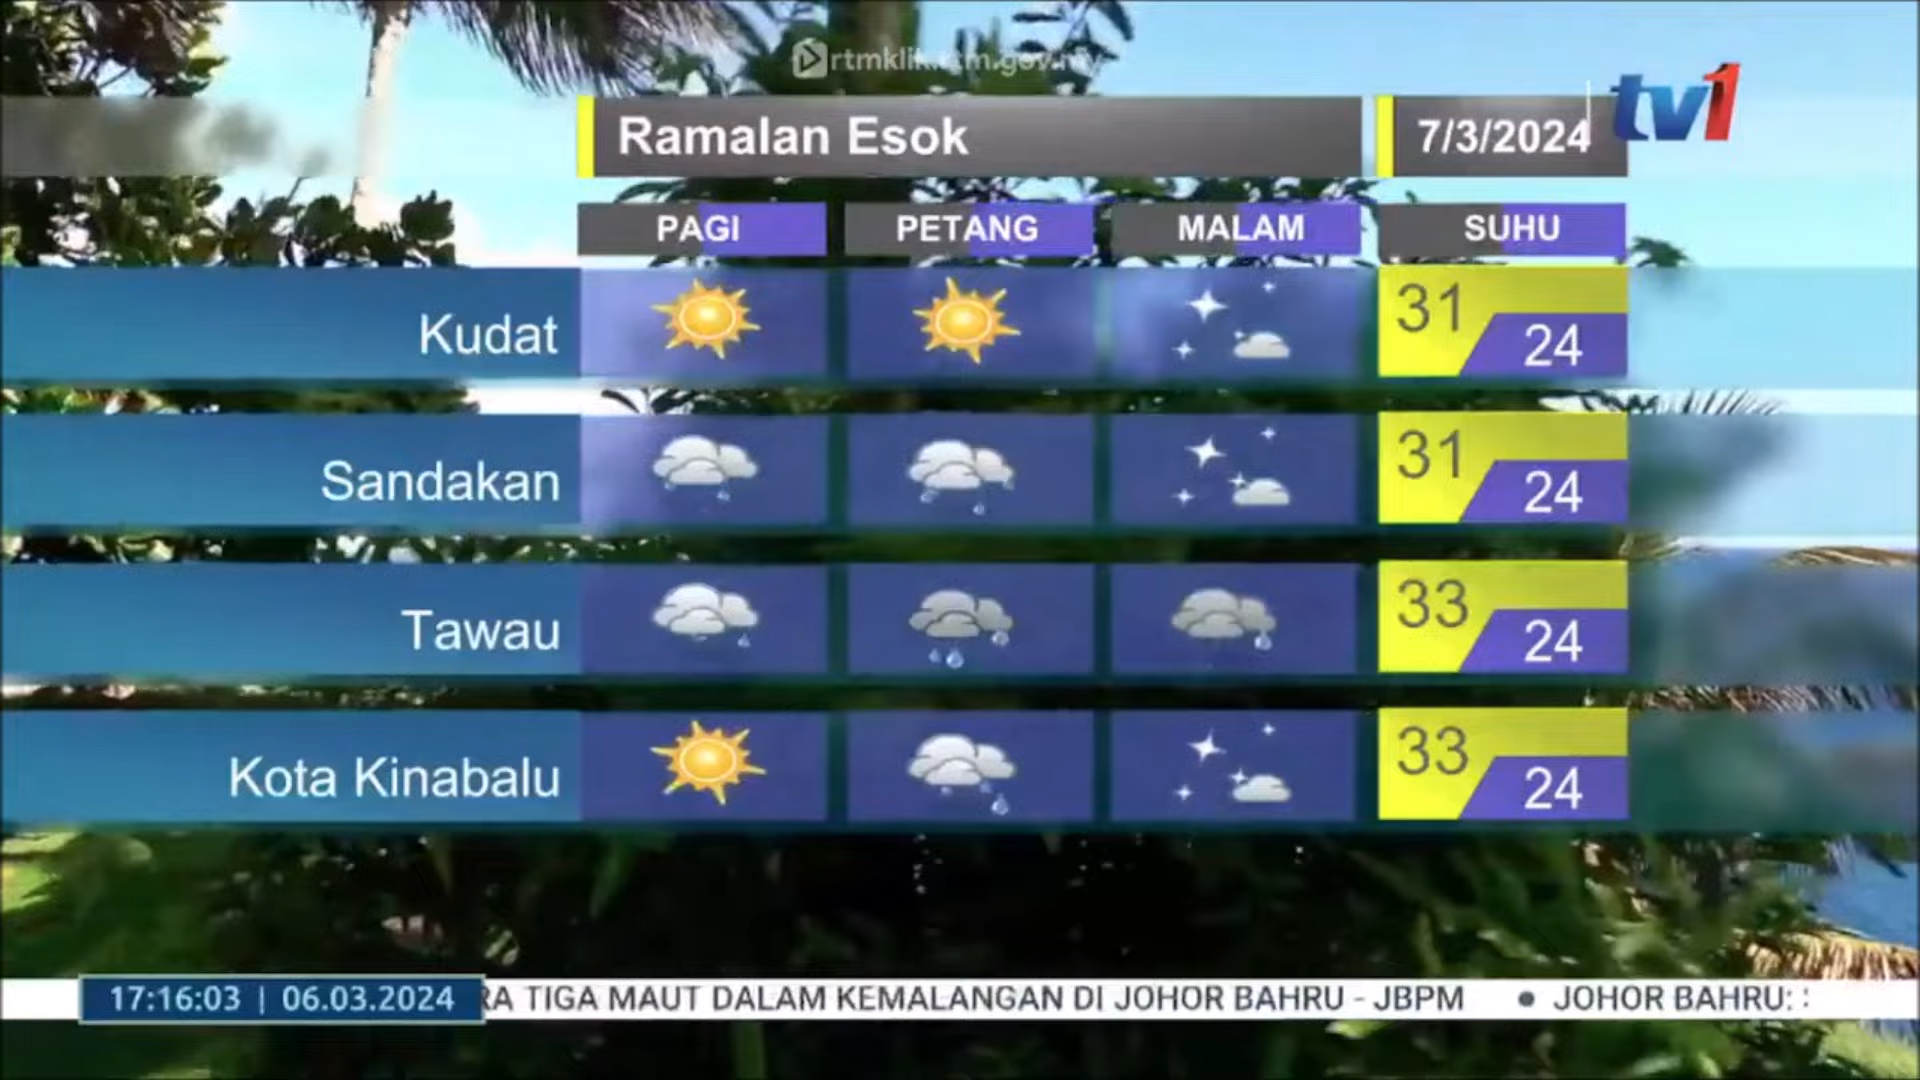 rtmklik.rtm.gov.my
tv1
Ramalan Esok
7/3/2024
PAGI PETANG MALAM SUHU
Kudat 31 24
Sandakan 31 24
Tawau 33 24
Kota Kinabalu 33 24
17:16:03 | 06.03.2024 RA TIGA MAUT DALAM KEMALANGAN DI JOHOR BAHRU - JBPM • JOHOR BAHRU: